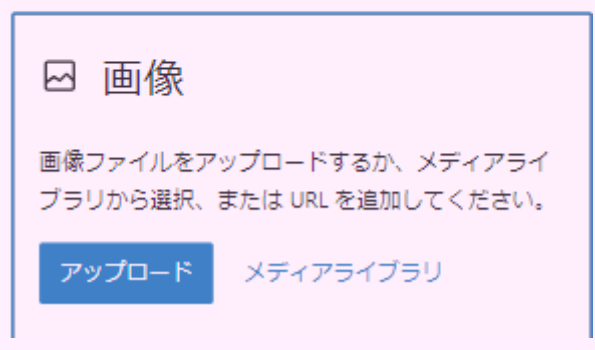 画像
画像ファイルをアップロードするか、メディアライ
ブラリから選択、または URL を追加してください。
アップロード メディアライブラリ